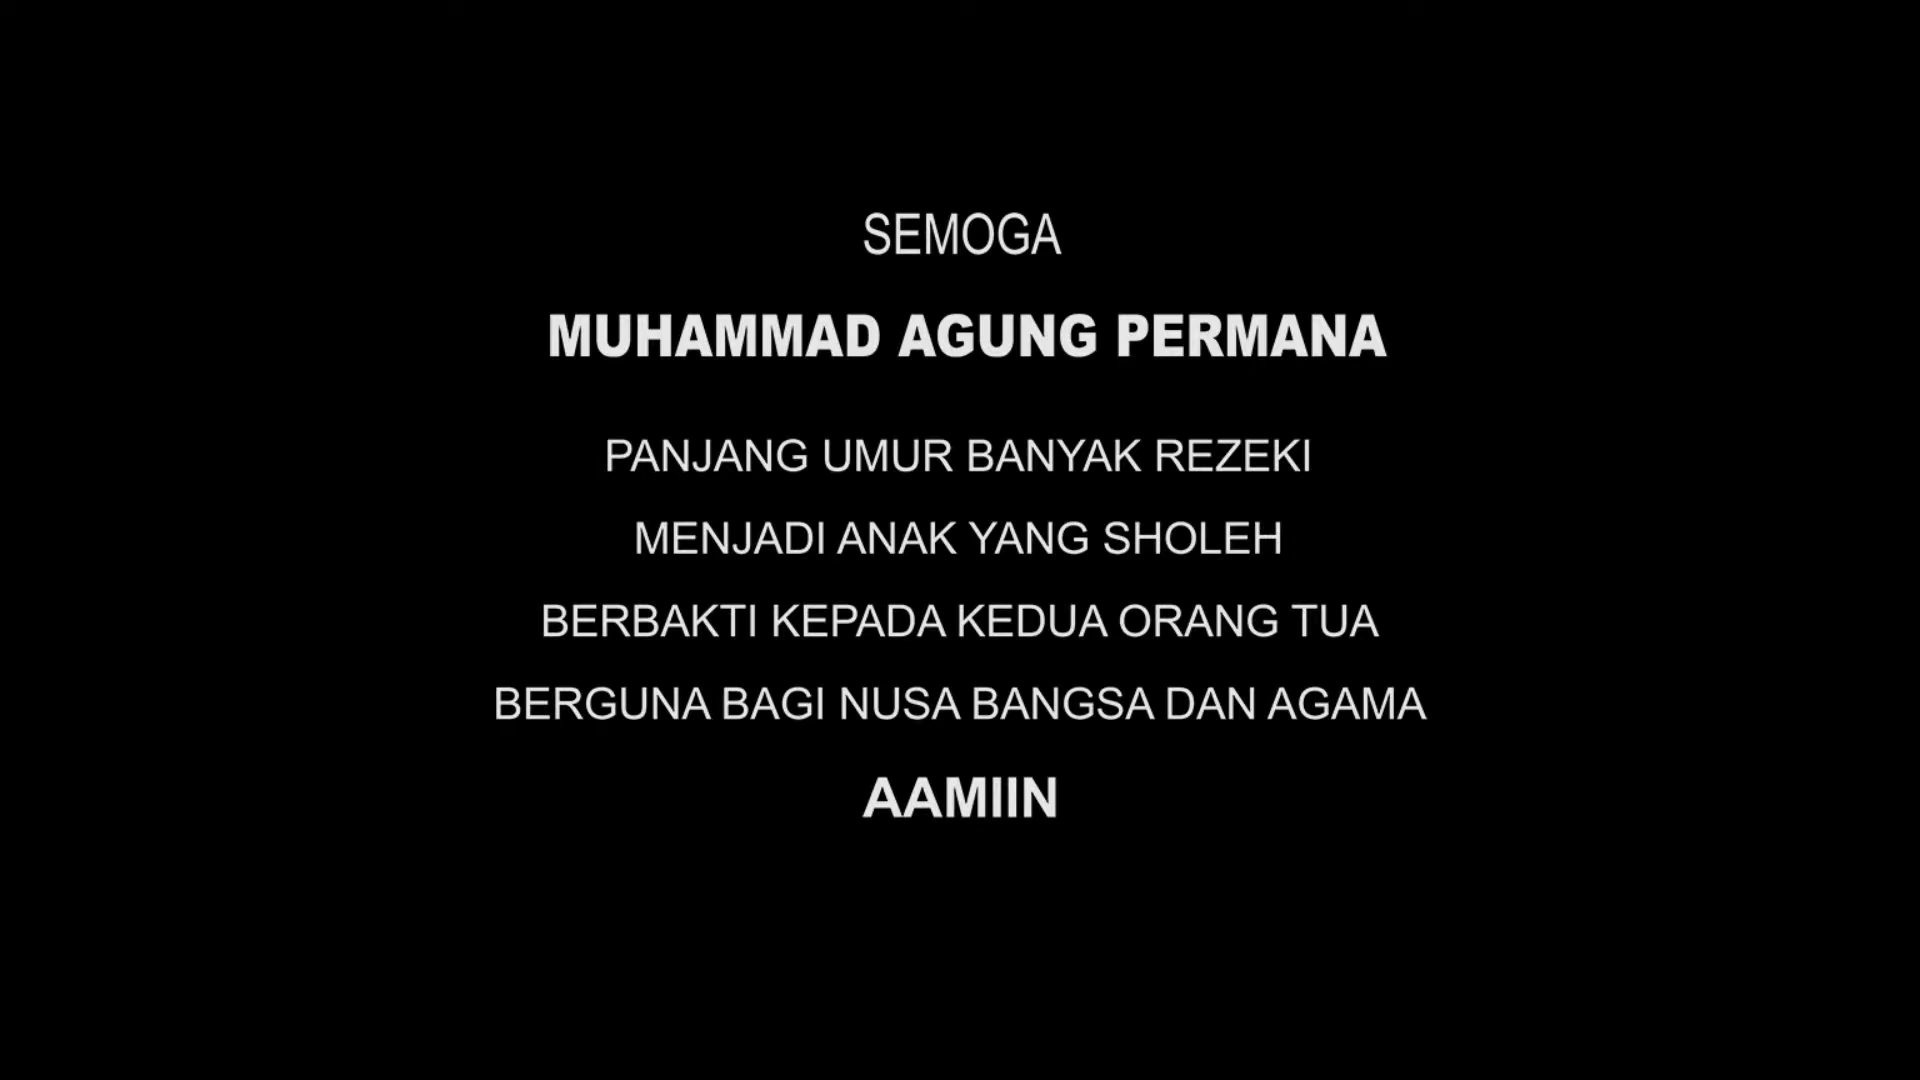 SEMOGA
MUHAMMAD AGUNG PERMANA
PANJANG UMUR BANYAK REZEKI
MENJADI ANAK YANG SHOLEH
BERBAKTI KEPADA KEDUA ORANG TUA
BERGUNA BAGI NUSA BANGSA DAN AGAMA
AAMIIN